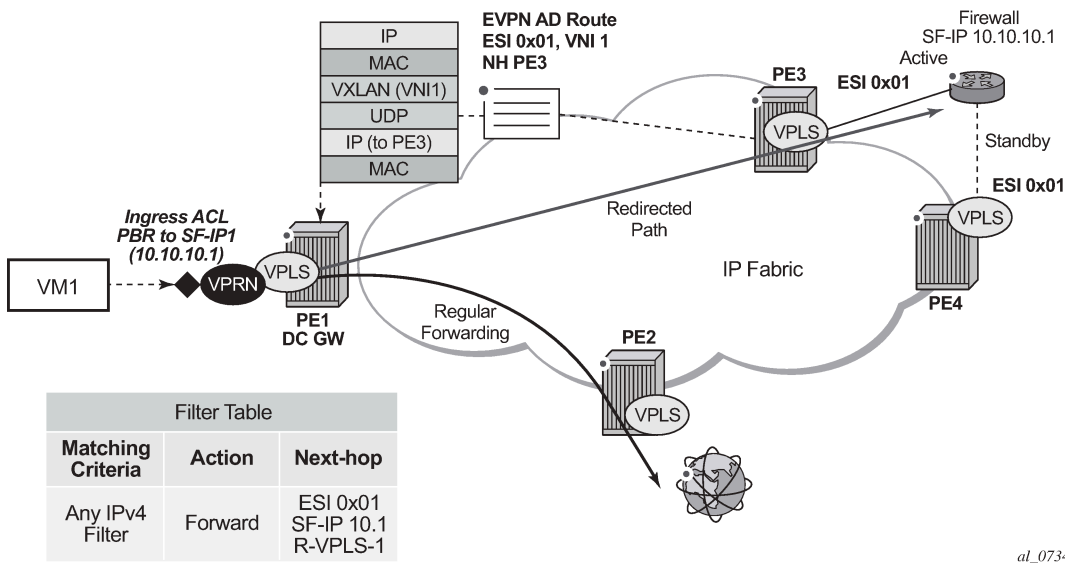 EVPN AD Route
ESI 0x01, VNI 1
NH PE3
IP
MAC
VXLAN (VNI1)
UDP
IP (to PE3)
MAC
PE3
VPLS
ESI 0x01
Firewall
SF-IP 10.10.10.1
Active
Standby
ESI 0x01
VPLS
PE4
Redirected
Path
IP Fabric
Ingress ACL
PBR to SF-IP1
(10.10.10.1)
VM1
VPRN
VPLS
PE1
DC GW
Regular
Forwarding
PE2
VPLS
Filter Table
Matching
Criteria
Action
Next-hop
Any IPv4
Filter
Forward
ESI 0x01
SF-IP 10.1
R-VPLS-1
al_0734